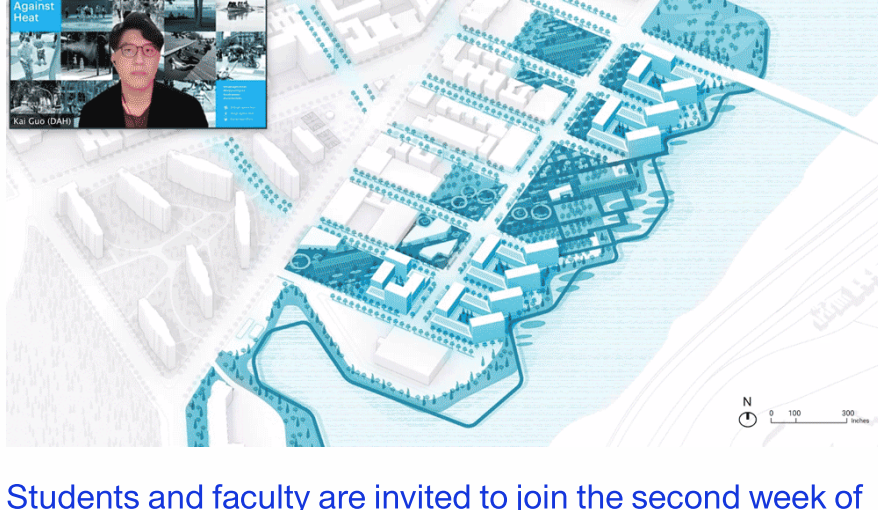 Against
Heat
Kai Guo (DAH)
N
0 100 300
Inches
Students and faculty are invited to join the second week of